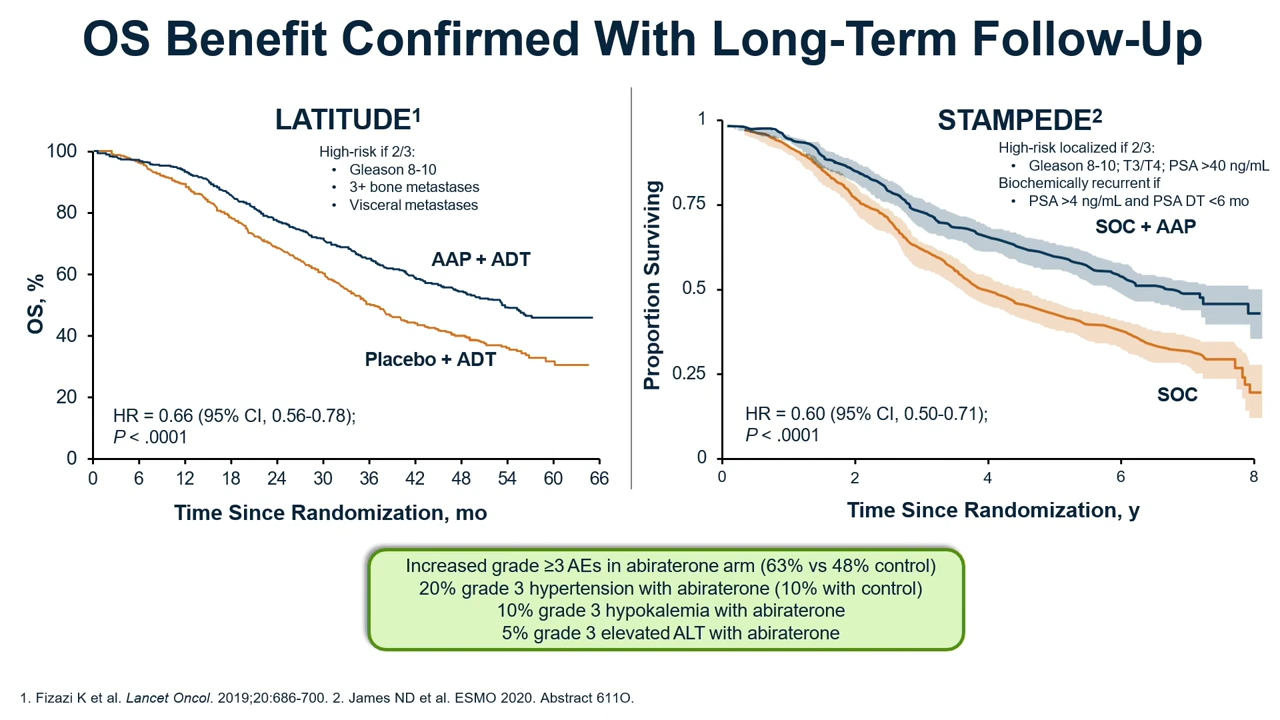 OS Benefit Confirmed With Long-Term Follow-Up
LATITUDE¹
High-risk if 2/3:
• Gleason 8-10
• 3+ bone metastases
• Visceral metastases
100
80
60
40
20
0
OS, %
AAP + ADT
Placebo + ADT
HR = 0.66 (95% CI, 0.56-0.78);
P < .0001
0 6 12 18 24 30 36 42 48 54 60 66
Time Since Randomization, mo
STAMPEDE²
High-risk localized if 2/3:
• Gleason 8-10; T3/T4; PSA >40 ng/mL
Biochemically recurrent if
• PSA >4 ng/mL and PSA DT <6 mo
1
0.75
0.5
0.25
0
Proportion Surviving
SOC + AAP
SOC
HR = 0.60 (95% CI, 0.50-0.71);
P < .0001
0 2 4 6 8
Time Since Randomization, y
Increased grade ≥3 AEs in abiraterone arm (63% vs 48% control)
20% grade 3 hypertension with abiraterone (10% with control)
10% grade 3 hypokalemia with abiraterone
5% grade 3 elevated ALT with abiraterone
1. Fizazi K et al. Lancet Oncol. 2019;20:686-700. 2. James ND et al. ESMO 2020. Abstract 611O.